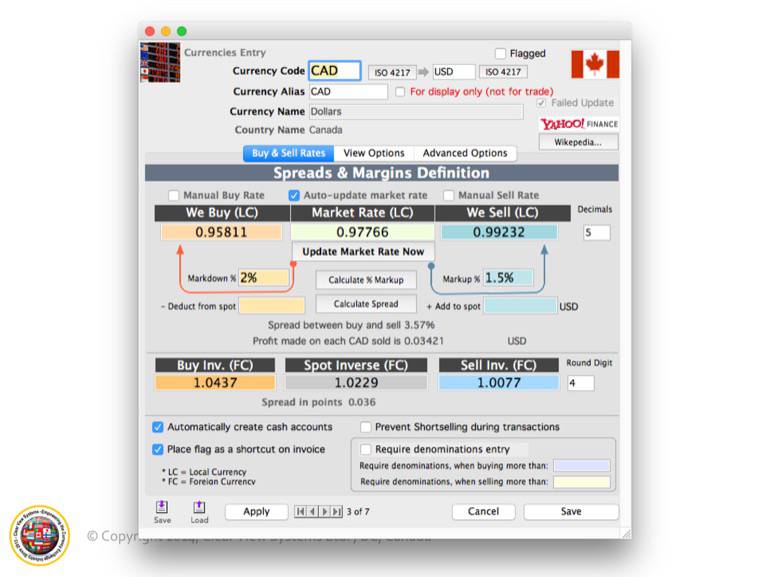 Currencies Entry
Flagged
Currency Code CAD ISO 4217 USD ISO 4217
Currency Alias CAD For display only (not for trade)
Failed Update
Currency Name Dollars
YAHOO! FINANCE
Country Name Canada
Wikepedia...
Buy & Sell Rates View Options Advanced Options
Spreads & Margins Definition
Manual Buy Rate Auto-update market rate Manual Sell Rate
We Buy (LC) Market Rate (LC) We Sell (LC) Decimals
0.95811 0.97766 0.99232 5
Update Market Rate Now
Markdown % 2% Calculate % Markup Markup % 1.5%
- Deduct from spot Calculate Spread + Add to spot USD
Spread between buy and sell 3.57%
Profit made on each CAD sold is 0.03421 USD
Buy Inv. (FC) Spot Inverse (FC) Sell Inv. (FC) Round Digit
1.0437 1.0229 1.0077 4
Spread in points 0.036
Automatically create cash accounts Prevent Shortselling during transactions
Place flag as a shortcut on invoice Require denominations entry
* LC = Local Currency Require denominations, when buying more than:
* FC = Foreign Currency Require denominations, when selling more than:
Save Load Apply 3 of 7 Cancel Save
© Copyright